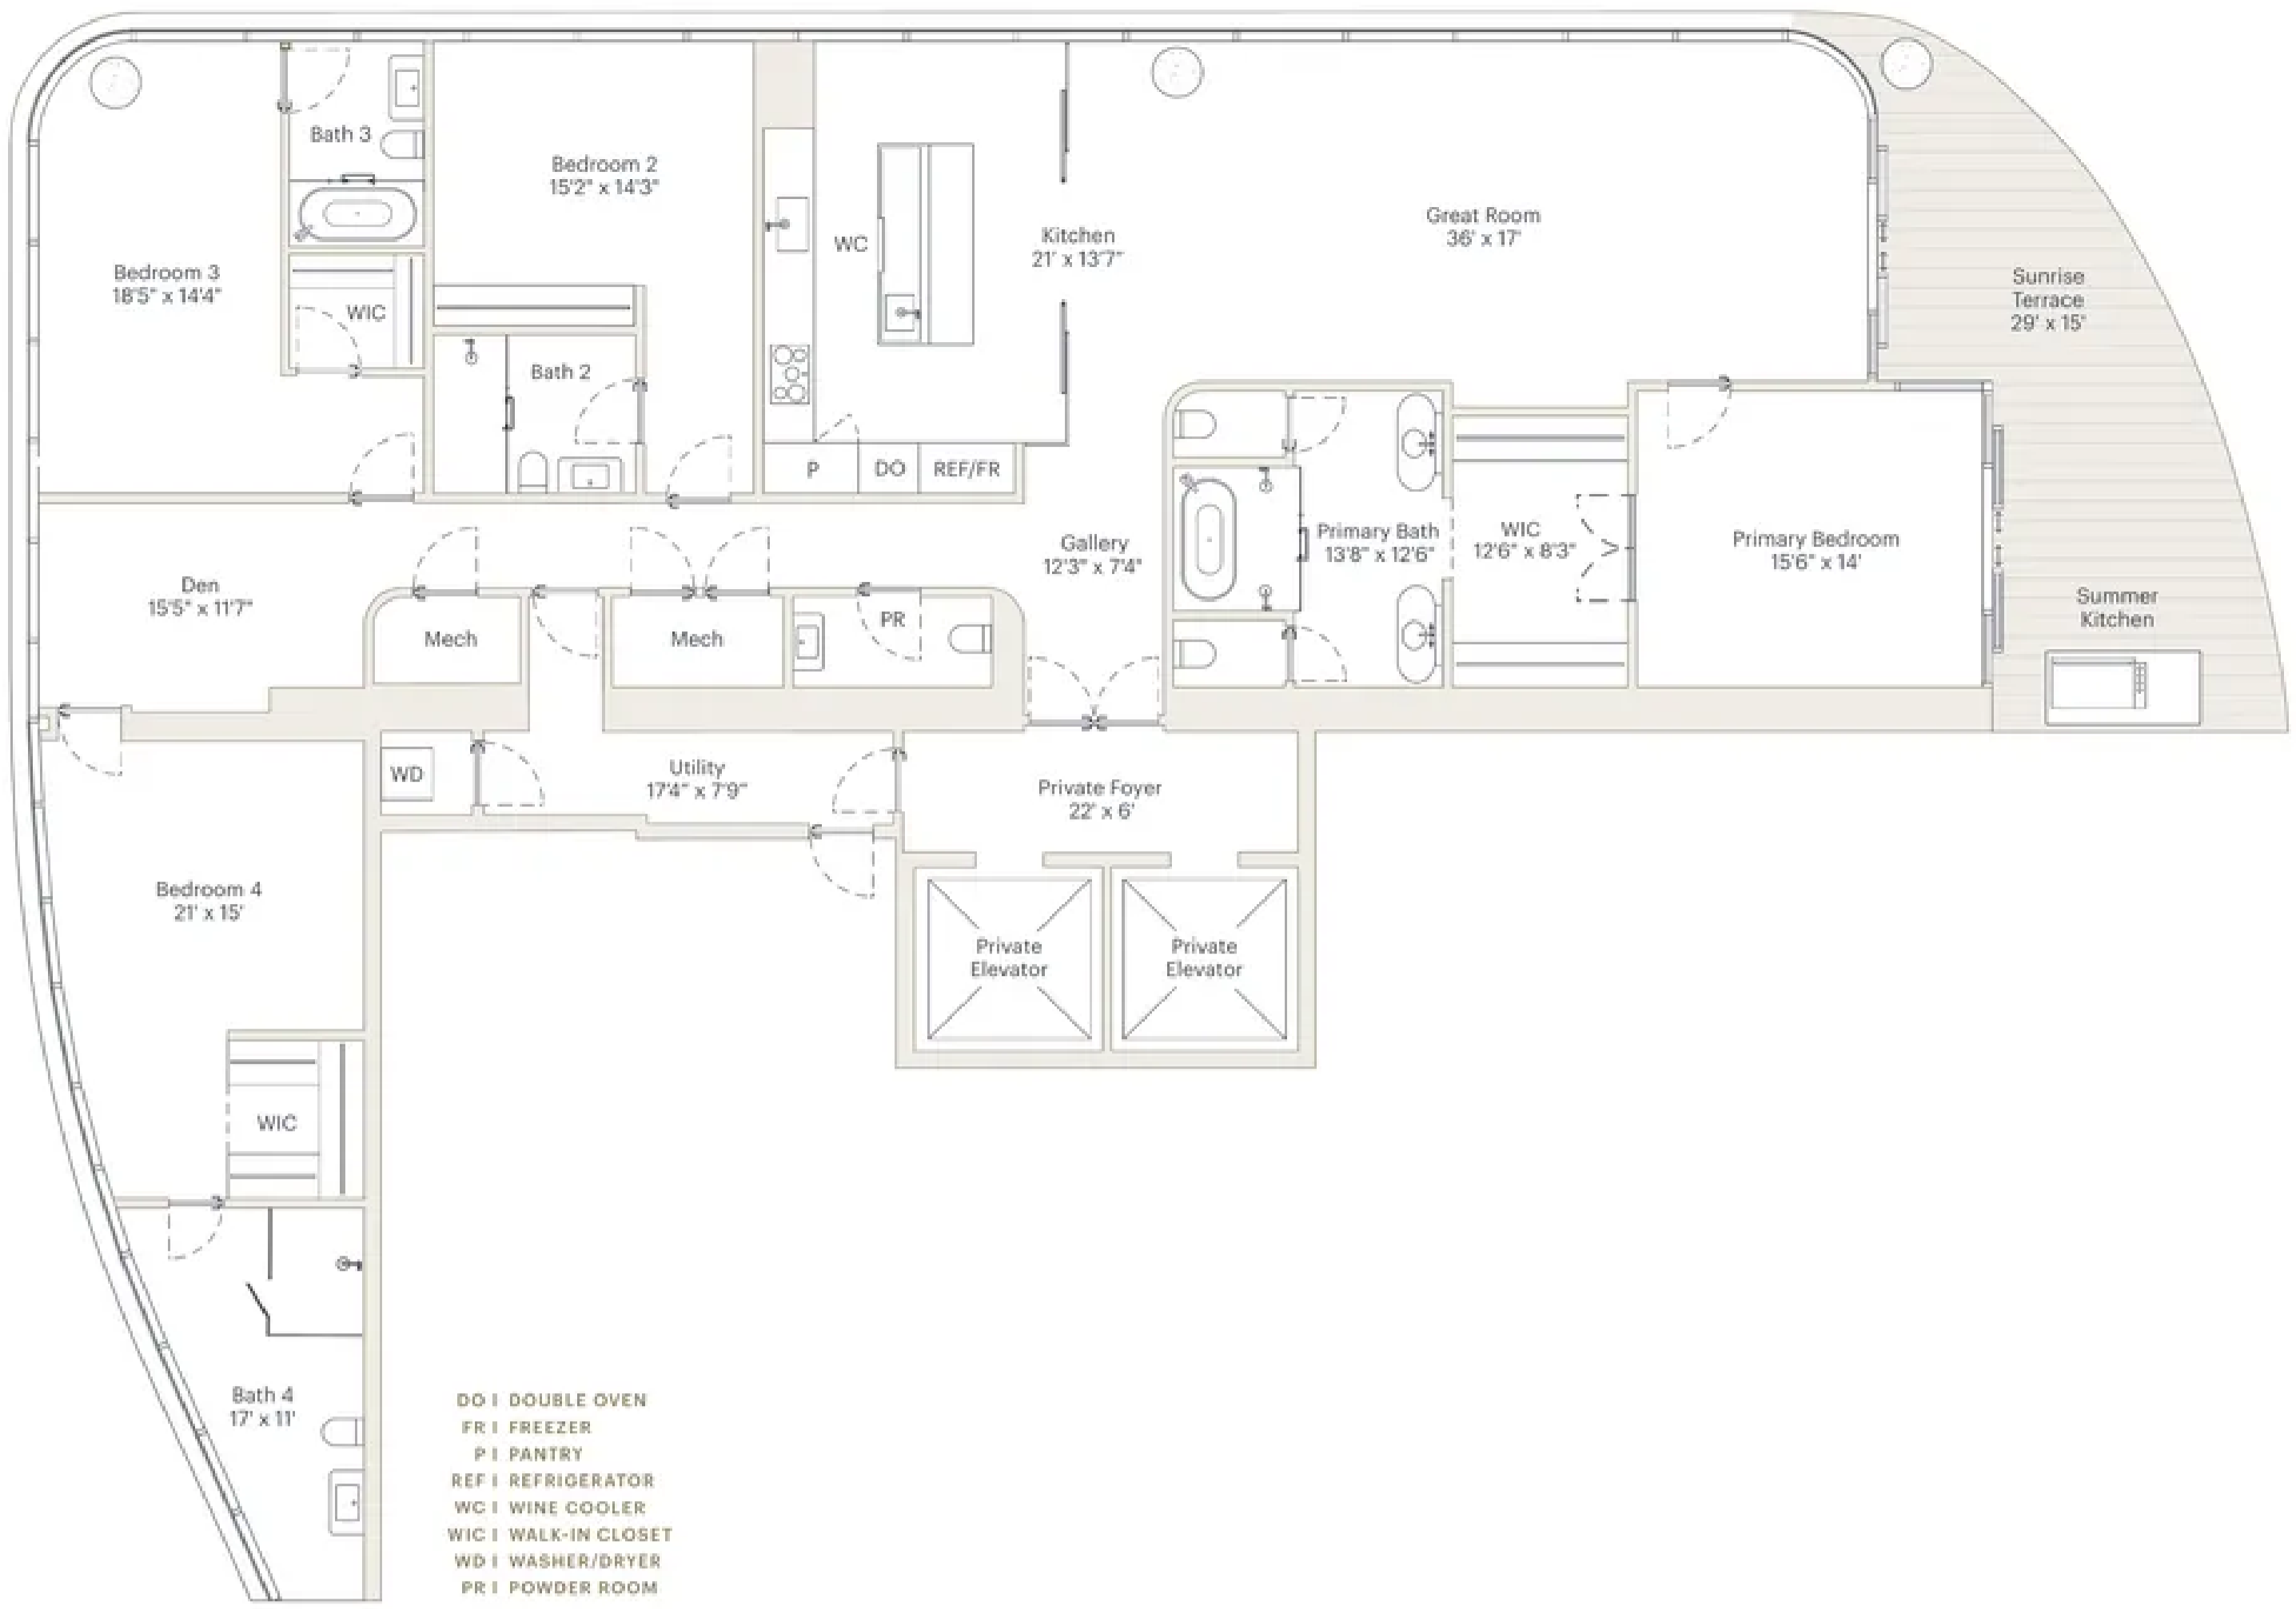 Bath 3
Bedroom 2
15'2" x 14'3"
Great Room
36' x 17'
WC
Kitchen
21' x 13'7"
Bedroom 3
18'5" x 14'4"
WIC
Sunrise
Terrace
29' x 15'
Bath 2
P
DO
REF/FR
Gallery
12'3" x 7'4"
Primary Bath
13'8" x 12'6"
WIC
12'6" x 8'3"
Primary Bedroom
15'6" x 14'
Den
15'5" x 11'7"
Mech
Mech
PR
Summer
Kitchen
WD
Utility
17'4" x 7'9"
Private Foyer
22' x 6'
Bedroom 4
21' x 15'
Private
Elevator
Private
Elevator
WIC
Bath 4
17' x 11'
DO | DOUBLE OVEN
FR | FREEZER
P | PANTRY
REF | REFRIGERATOR
WC | WINE COOLER
WIC | WALK-IN CLOSET
WD | WASHER/DRYER
PR | POWDER ROOM